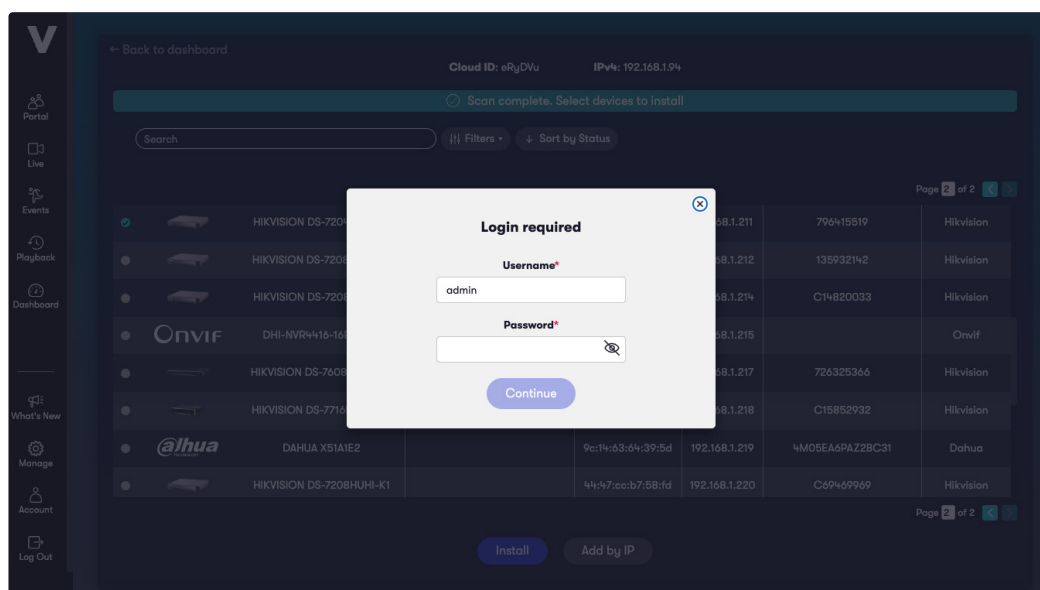 V
← Back to dashboard
Cloud ID: eRyDVu IPv4: 192.168.1.94
Scan complete. Select devices to install
Portal
Search Filters ↓ Sort by Status
Live
Page 2 of 2
Events
HIKVISION DS-720 68.1.211 796415519 Hikvision
Login required
Playback
HIKVISION DS-7208 68.1.212 135932142 Hikvision
Username*
admin
Dashboard
HIKVISION DS-7208 68.1.214 C14820033 Hikvision
Password*
ONVIF DHI-NVR4416-16 68.1.215 Onvif
HIKVISION DS-7608 68.1.217 726325366 Hikvision
Continue
What's New
HIKVISION DS-7716 68.1.218 C15852932 Hikvision
Manage
alhua DAHUA X51A1E2 9c:14:63:64:39:5d 192.168.1.219 4M05EA6PAZ2BC31 Dahua
HIKVISION DS-7208HUHI-K1 44:47:cc:b7:58:fd 192.168.1.220 C69469969 Hikvision
Account
Page 2 of 2
Log Out
Install Add by IP